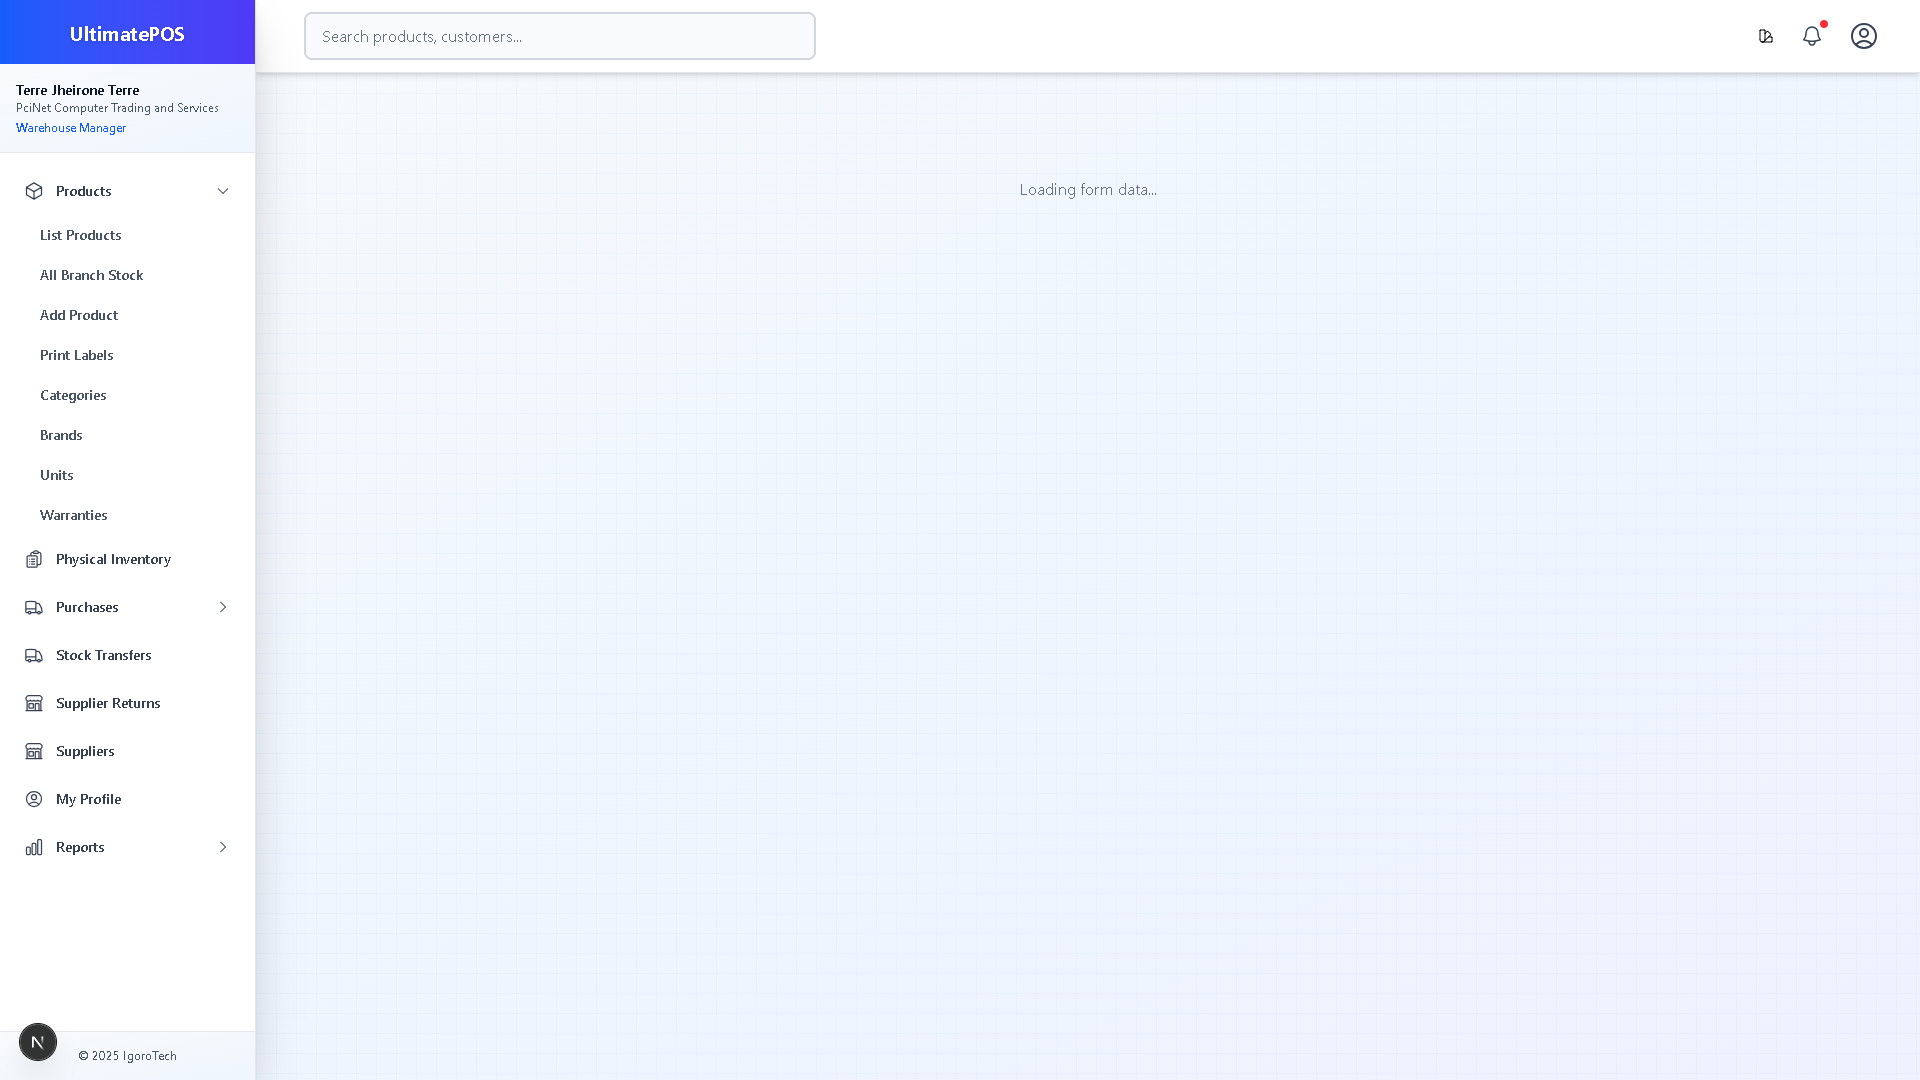 UltimatePOS
Search products, customers...
Terre Jheirone Terre
PciNet Computer Trading and Services
Warehouse Manager
Products
List Products
All Branch Stock
Add Product
Print Labels
Categories
Brands
Units
Warranties
Physical Inventory
Purchases
Stock Transfers
Supplier Returns
Suppliers
My Profile
Reports
Loading form data...
N
© 2025 IgoroTech